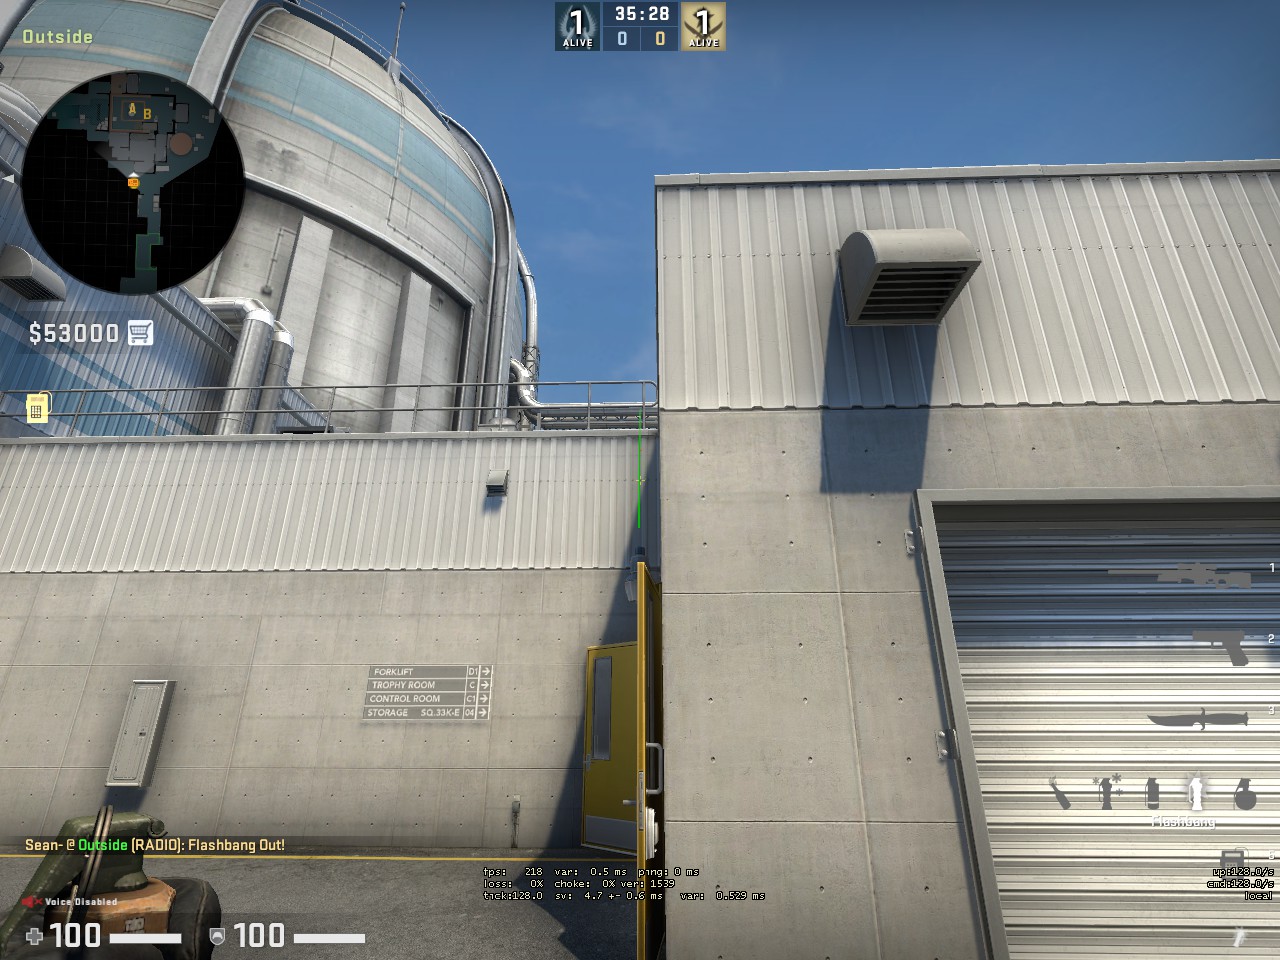 Outside
1 ALIVE
35:28
0 0
1 ALIVE
A B
$53000
FORKLIFT D1 →
TROPHY ROOM C →
CONTROL ROOM C1 →
STORAGE SQ.33K-E 04 →
1
2
3
Flashbang
Sean- @ Outside (RADIO): Flashbang Out!
fps: 218 var: 0.5 ms ping: 0 ms
loss: 0% choke: 0% ver: 1539
tick:128.0 sv: 4.7 +- 0.6 ms var: 0.529 ms
up:128.0/s
cmd:128.0/s
local
Voice Disabled
100
100